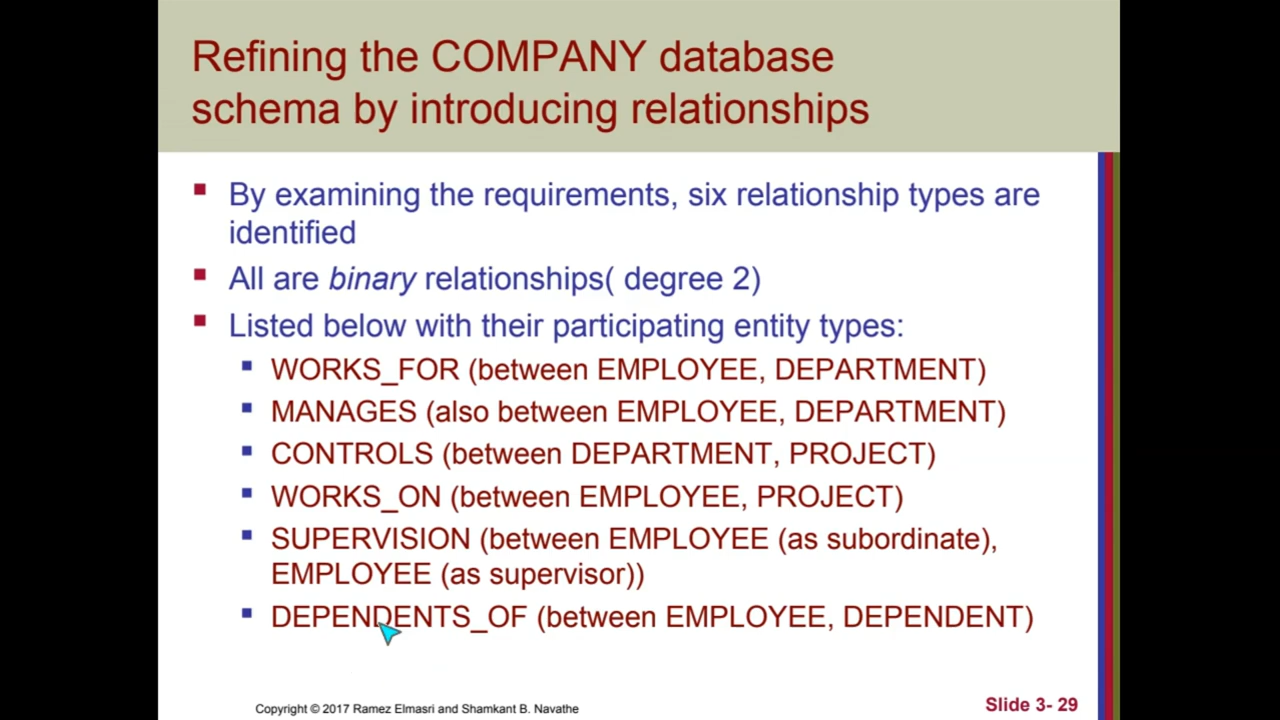 Refining the COMPANY database
schema by introducing relationships
By examining the requirements, six relationship types are
identified
All are binary relationships( degree 2)
Listed below with their participating entity types:
WORKS_FOR (between EMPLOYEE, DEPARTMENT)
MANAGES (also between EMPLOYEE, DEPARTMENT)
CONTROLS (between DEPARTMENT, PROJECT)
WORKS_ON (between EMPLOYEE, PROJECT)
SUPERVISION (between EMPLOYEE (as subordinate),
EMPLOYEE (as supervisor))
DEPENDENTS_OF (between EMPLOYEE, DEPENDENT)
Copyright © 2017 Ramez Elmasri and Shamkant B. Navathe
Slide 3- 29